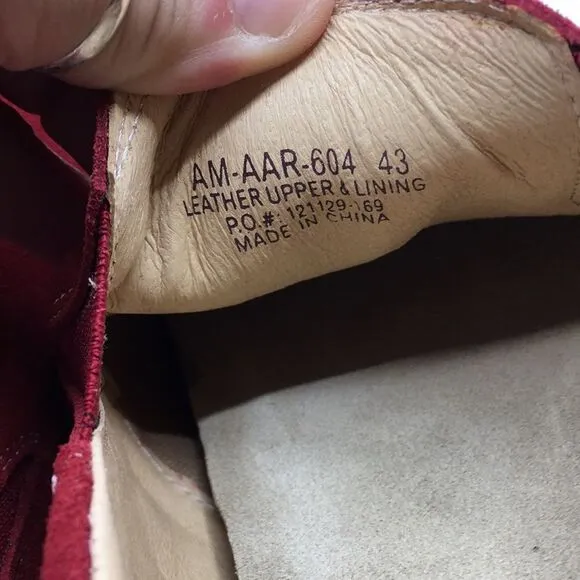 AM-AAR-604 43
LEATHER UPPER & LINING
P.O.#: 121129-169
MADE IN CHINA